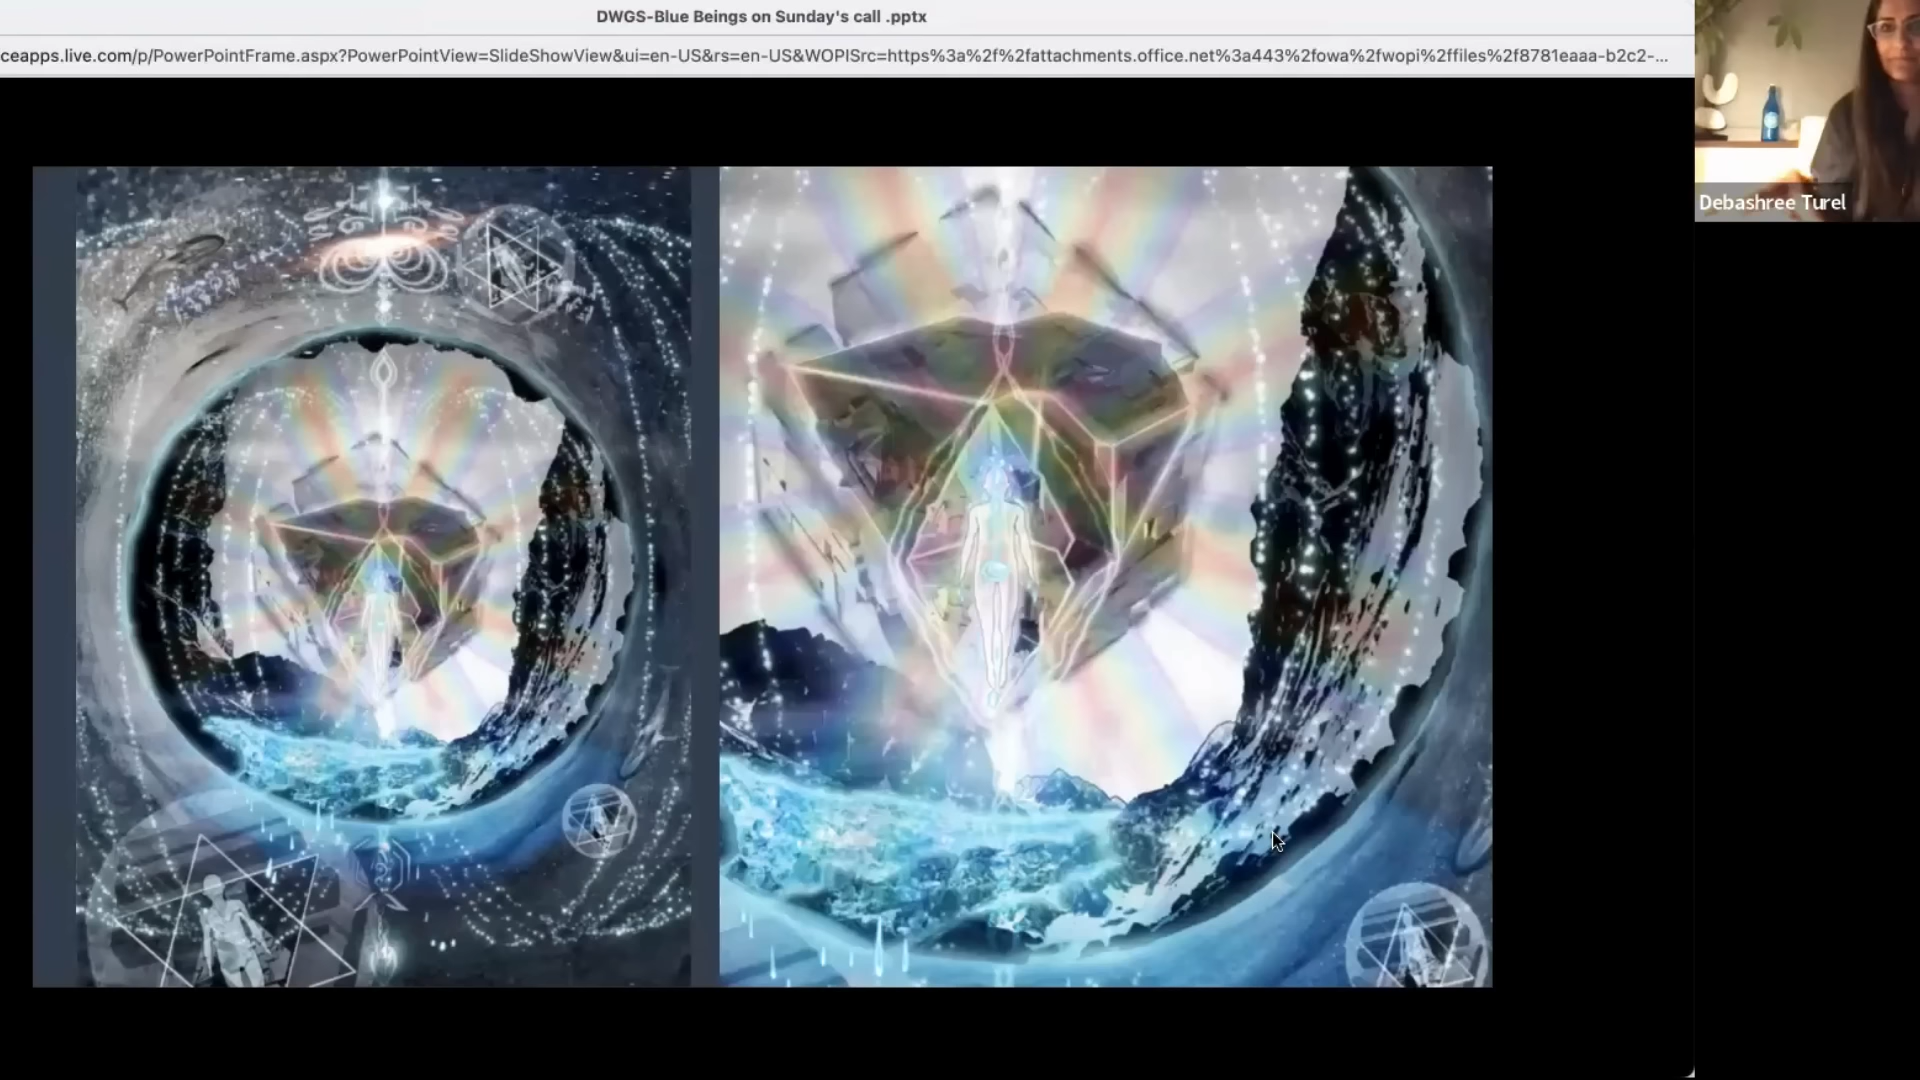 DWGS-Blue Beings on Sunday's call .pptx
ceapps.live.com/p/PowerPointFrame.aspx?PowerPointView=SlideShowView&ui=en-US&rs=en-US&WOPISrc=https%3a%2f%2fattachments.office.net%3a443%2fowa%2fwopi%2ffiles%2f8781eaaa-b2c2-...
Debashree Turel